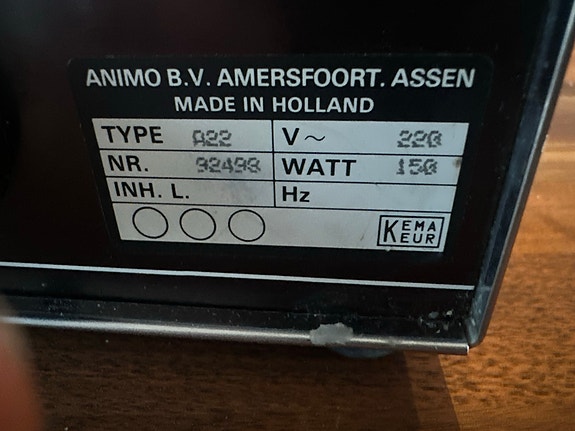 ANIMO B.V. AMERSFOORT. ASSEN
MADE IN HOLLAND
TYPE A22 V~ 220
NR. 92498 WATT 150
INH. L. Hz
KEMA
KEUR